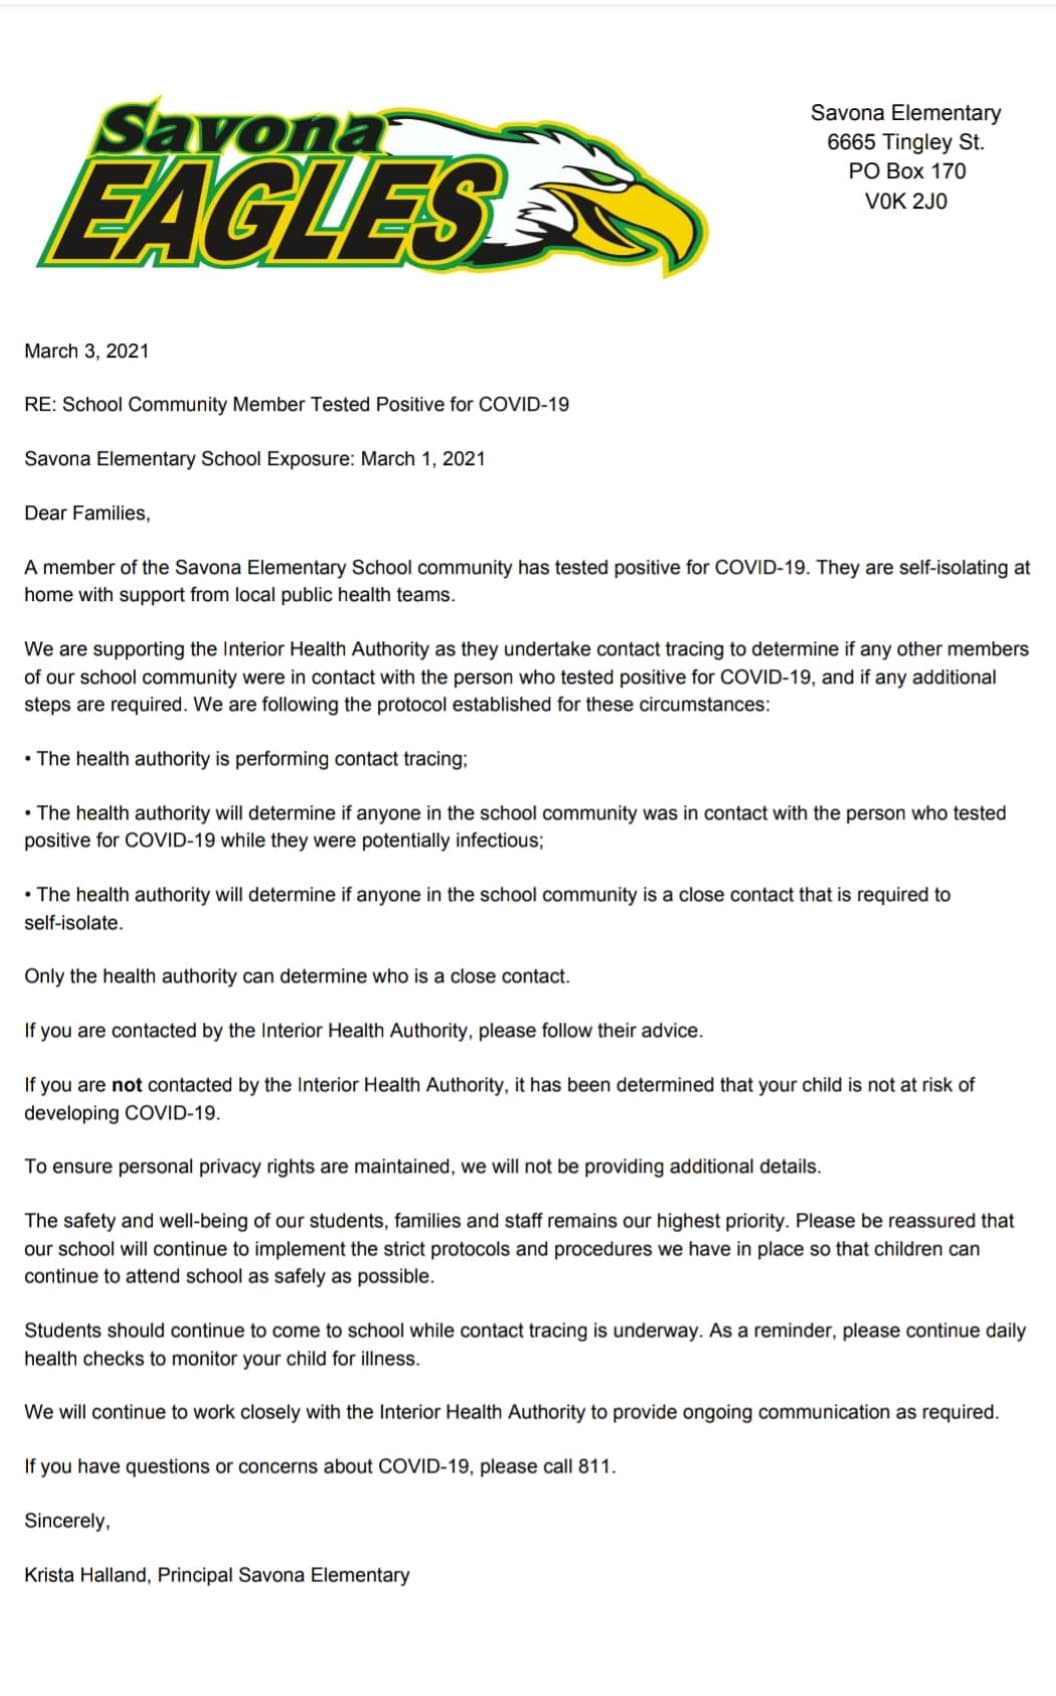 Savona
EAGLES
Savona Elementary
6665 Tingley St.
PO Box 170
V0K 2J0
March 3, 2021
RE: School Community Member Tested Positive for COVID-19
Savona Elementary School Exposure: March 1, 2021
Dear Families,
A member of the Savona Elementary School community has tested positive for COVID-19. They are self-isolating at
home with support from local public health teams.
We are supporting the Interior Health Authority as they undertake contact tracing to determine if any other members
of our school community were in contact with the person who tested positive for COVID-19, and if any additional
steps are required. We are following the protocol established for these circumstances:
• The health authority is performing contact tracing;
• The health authority will determine if anyone in the school community was in contact with the person who tested
positive for COVID-19 while they were potentially infectious;
• The health authority will determine if anyone in the school community is a close contact that is required to
self-isolate.
Only the health authority can determine who is a close contact.
If you are contacted by the Interior Health Authority, please follow their advice.
If you are not contacted by the Interior Health Authority, it has been determined that your child is not at risk of
developing COVID-19.
To ensure personal privacy rights are maintained, we will not be providing additional details.
The safety and well-being of our students, families and staff remains our highest priority. Please be reassured that
our school will continue to implement the strict protocols and procedures we have in place so that children can
continue to attend school as safely as possible.
Students should continue to come to school while contact tracing is underway. As a reminder, please continue daily
health checks to monitor your child for illness.
We will continue to work closely with the Interior Health Authority to provide ongoing communication as required.
If you have questions or concerns about COVID-19, please call 811.
Sincerely,
Krista Halland, Principal Savona Elementary